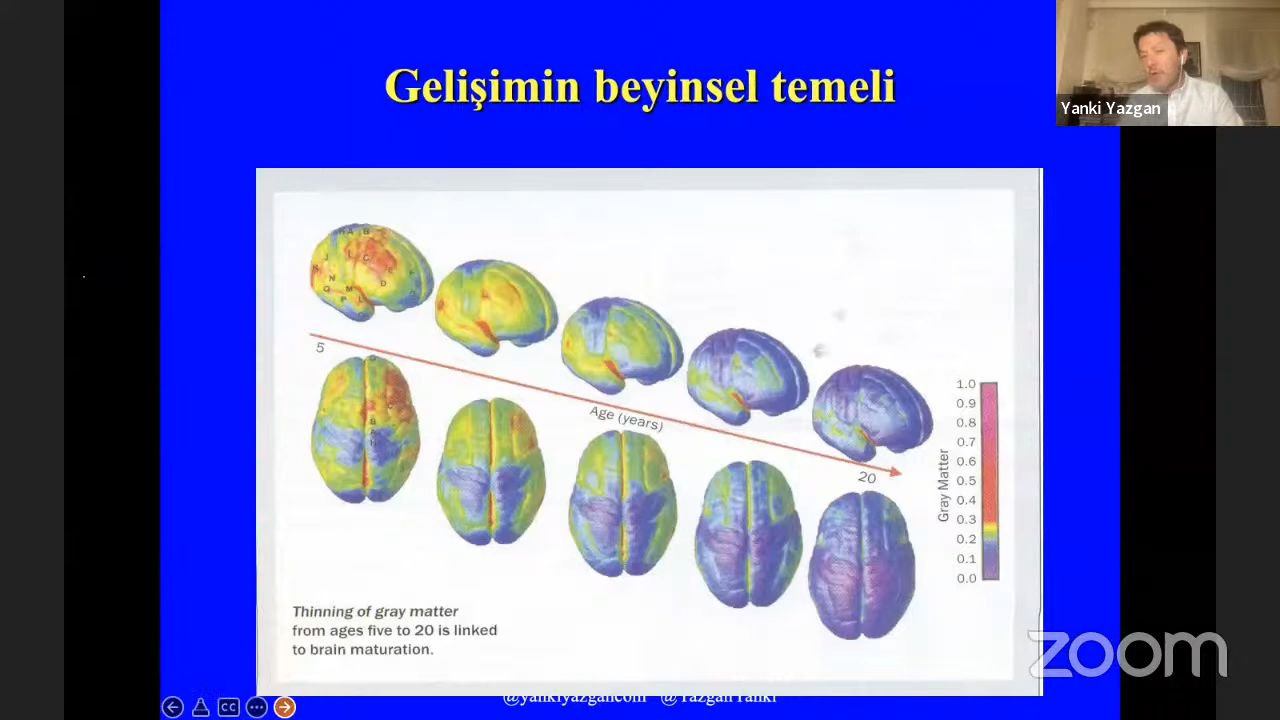 Gelişimin beyinsel temeli
Yanki Yazgan
5
Age (years)
20
Gray Matter
1.0
0.9
0.8
0.7
0.6
0.5
0.4
0.3
0.2
0.1
0.0
Thinning of gray matter
from ages five to 20 is linked
to brain maturation.
zoom
@yankiyazgancom @YazganYanki
CC